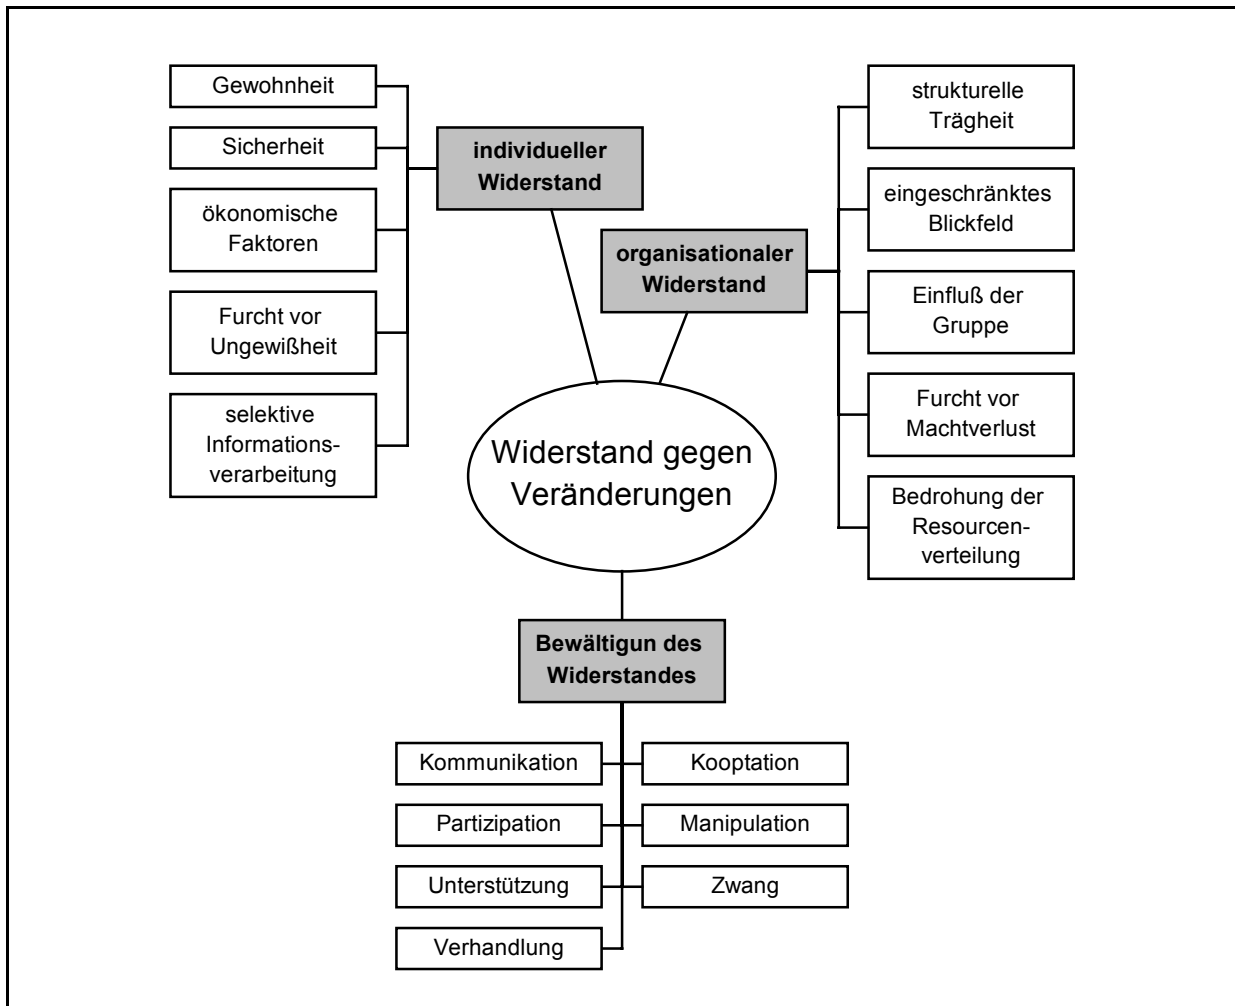 Gewohnheit
Sicherheit
ökonomische
Faktoren
Furcht vor
Ungewißheit
selektive
Informations-
verarbeitung
individueller
Widerstand
organisationaler
Widerstand
strukturelle
Trägheit
eingeschränktes
Blickfeld
Einfluß der
Gruppe
Furcht vor
Machtverlust
Bedrohung der
Resourcen-
verteilung
Widerstand gegen
Veränderungen
Bewältigun des
Widerstandes
Kommunikation
Kooptation
Partizipation
Manipulation
Unterstützung
Zwang
Verhandlung